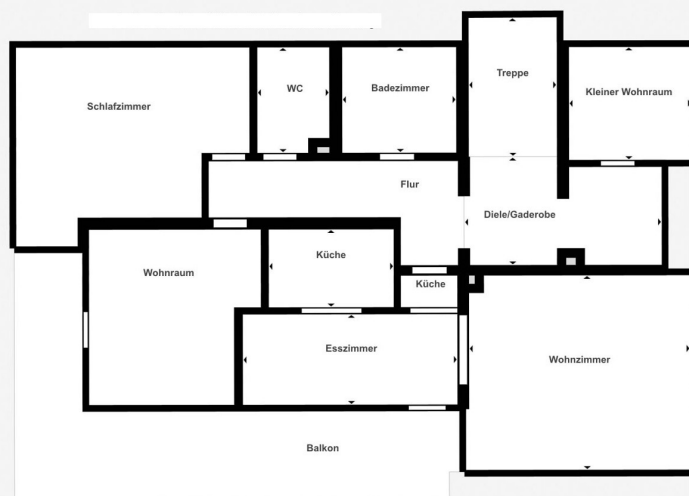 Treppe
WC
Badezimmer
Kleiner Wohnraum
Schlafzimmer
Flur
Diele/Gaderobe
Küche
Wohnraum
Küche
Esszimmer
Wohnzimmer
Balkon